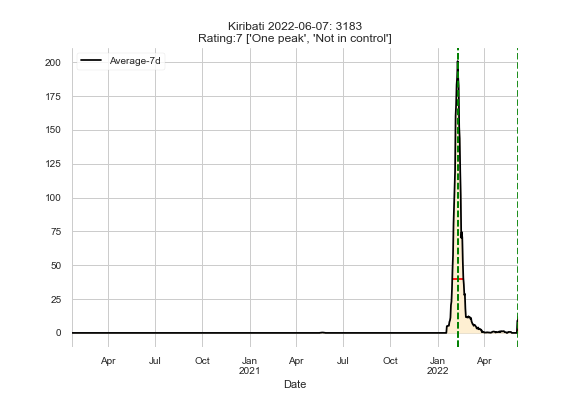 Kiribati 2022-06-07: 3183
Rating:7 ['One peak', 'Not in control']
Average-7d
200
175
150
125
100
75
50
25
0
Apr Jul Oct Jan Apr Jul Oct Jan Apr
2021 2022
Date